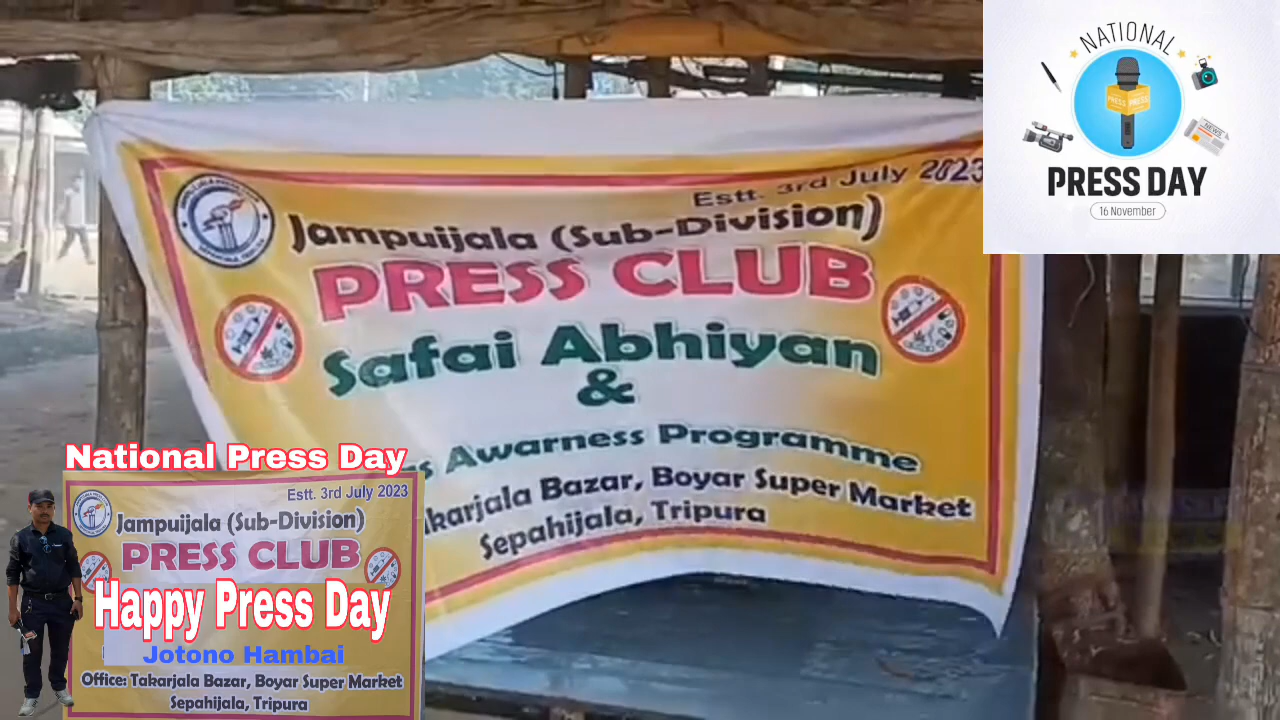 Estt. 3rd July 2023
Jampuijala (Sub-Division)
PRESS CLUB
Safai Abhiyan
&
Awarness Programme
Bazar, Boyar Super Market
Sepahijala, Tripura
NATIONAL
PRESS PRESS
NEWS
PRESS DAY
16 November
National Press Day
Estt. 3rd July 2023
Jampuijala (Sub-Division)
PRESS CLUB
Happy Press Day
Jotono Hambai
Office: Takarjala Bazar, Boyar Super Market
Sepahijala, Tripura